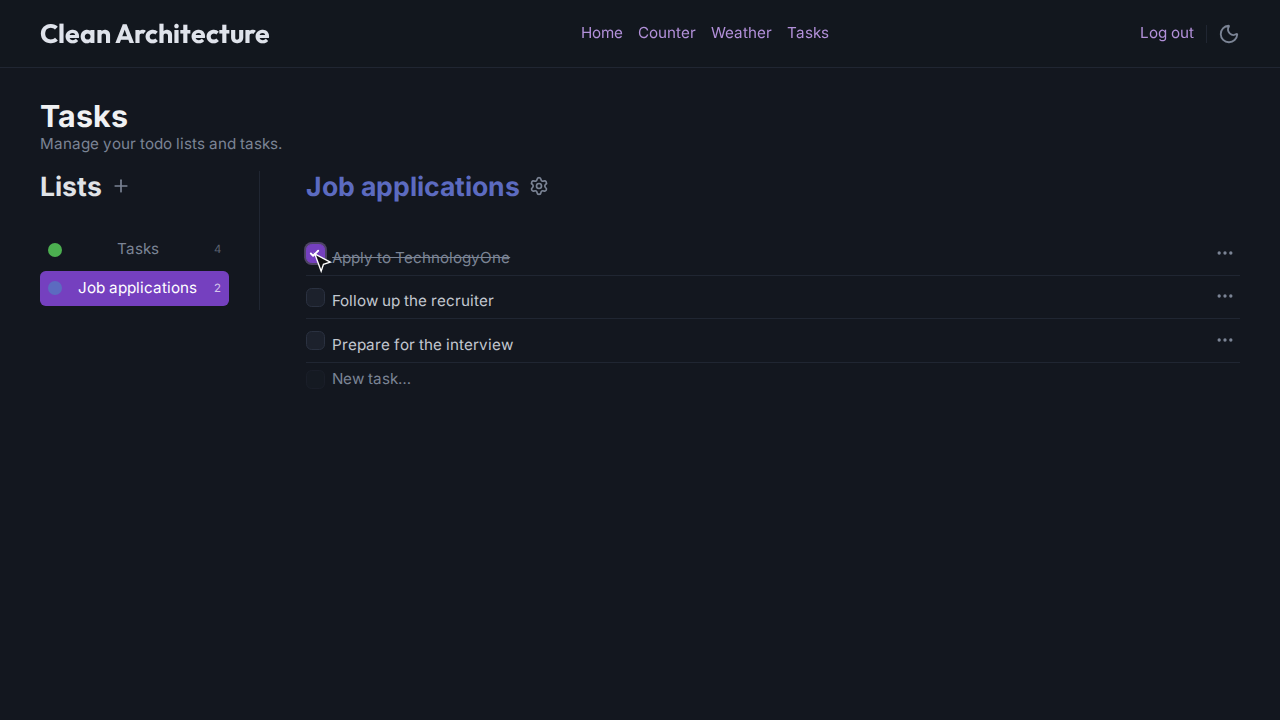 Clean Architecture
Home Counter Weather Tasks
Log out
Tasks
Manage your todo lists and tasks.
Lists
Tasks 4
Job applications 2
Job applications
Apply to TechnologyOne
Follow up the recruiter
Prepare for the interview
New task...